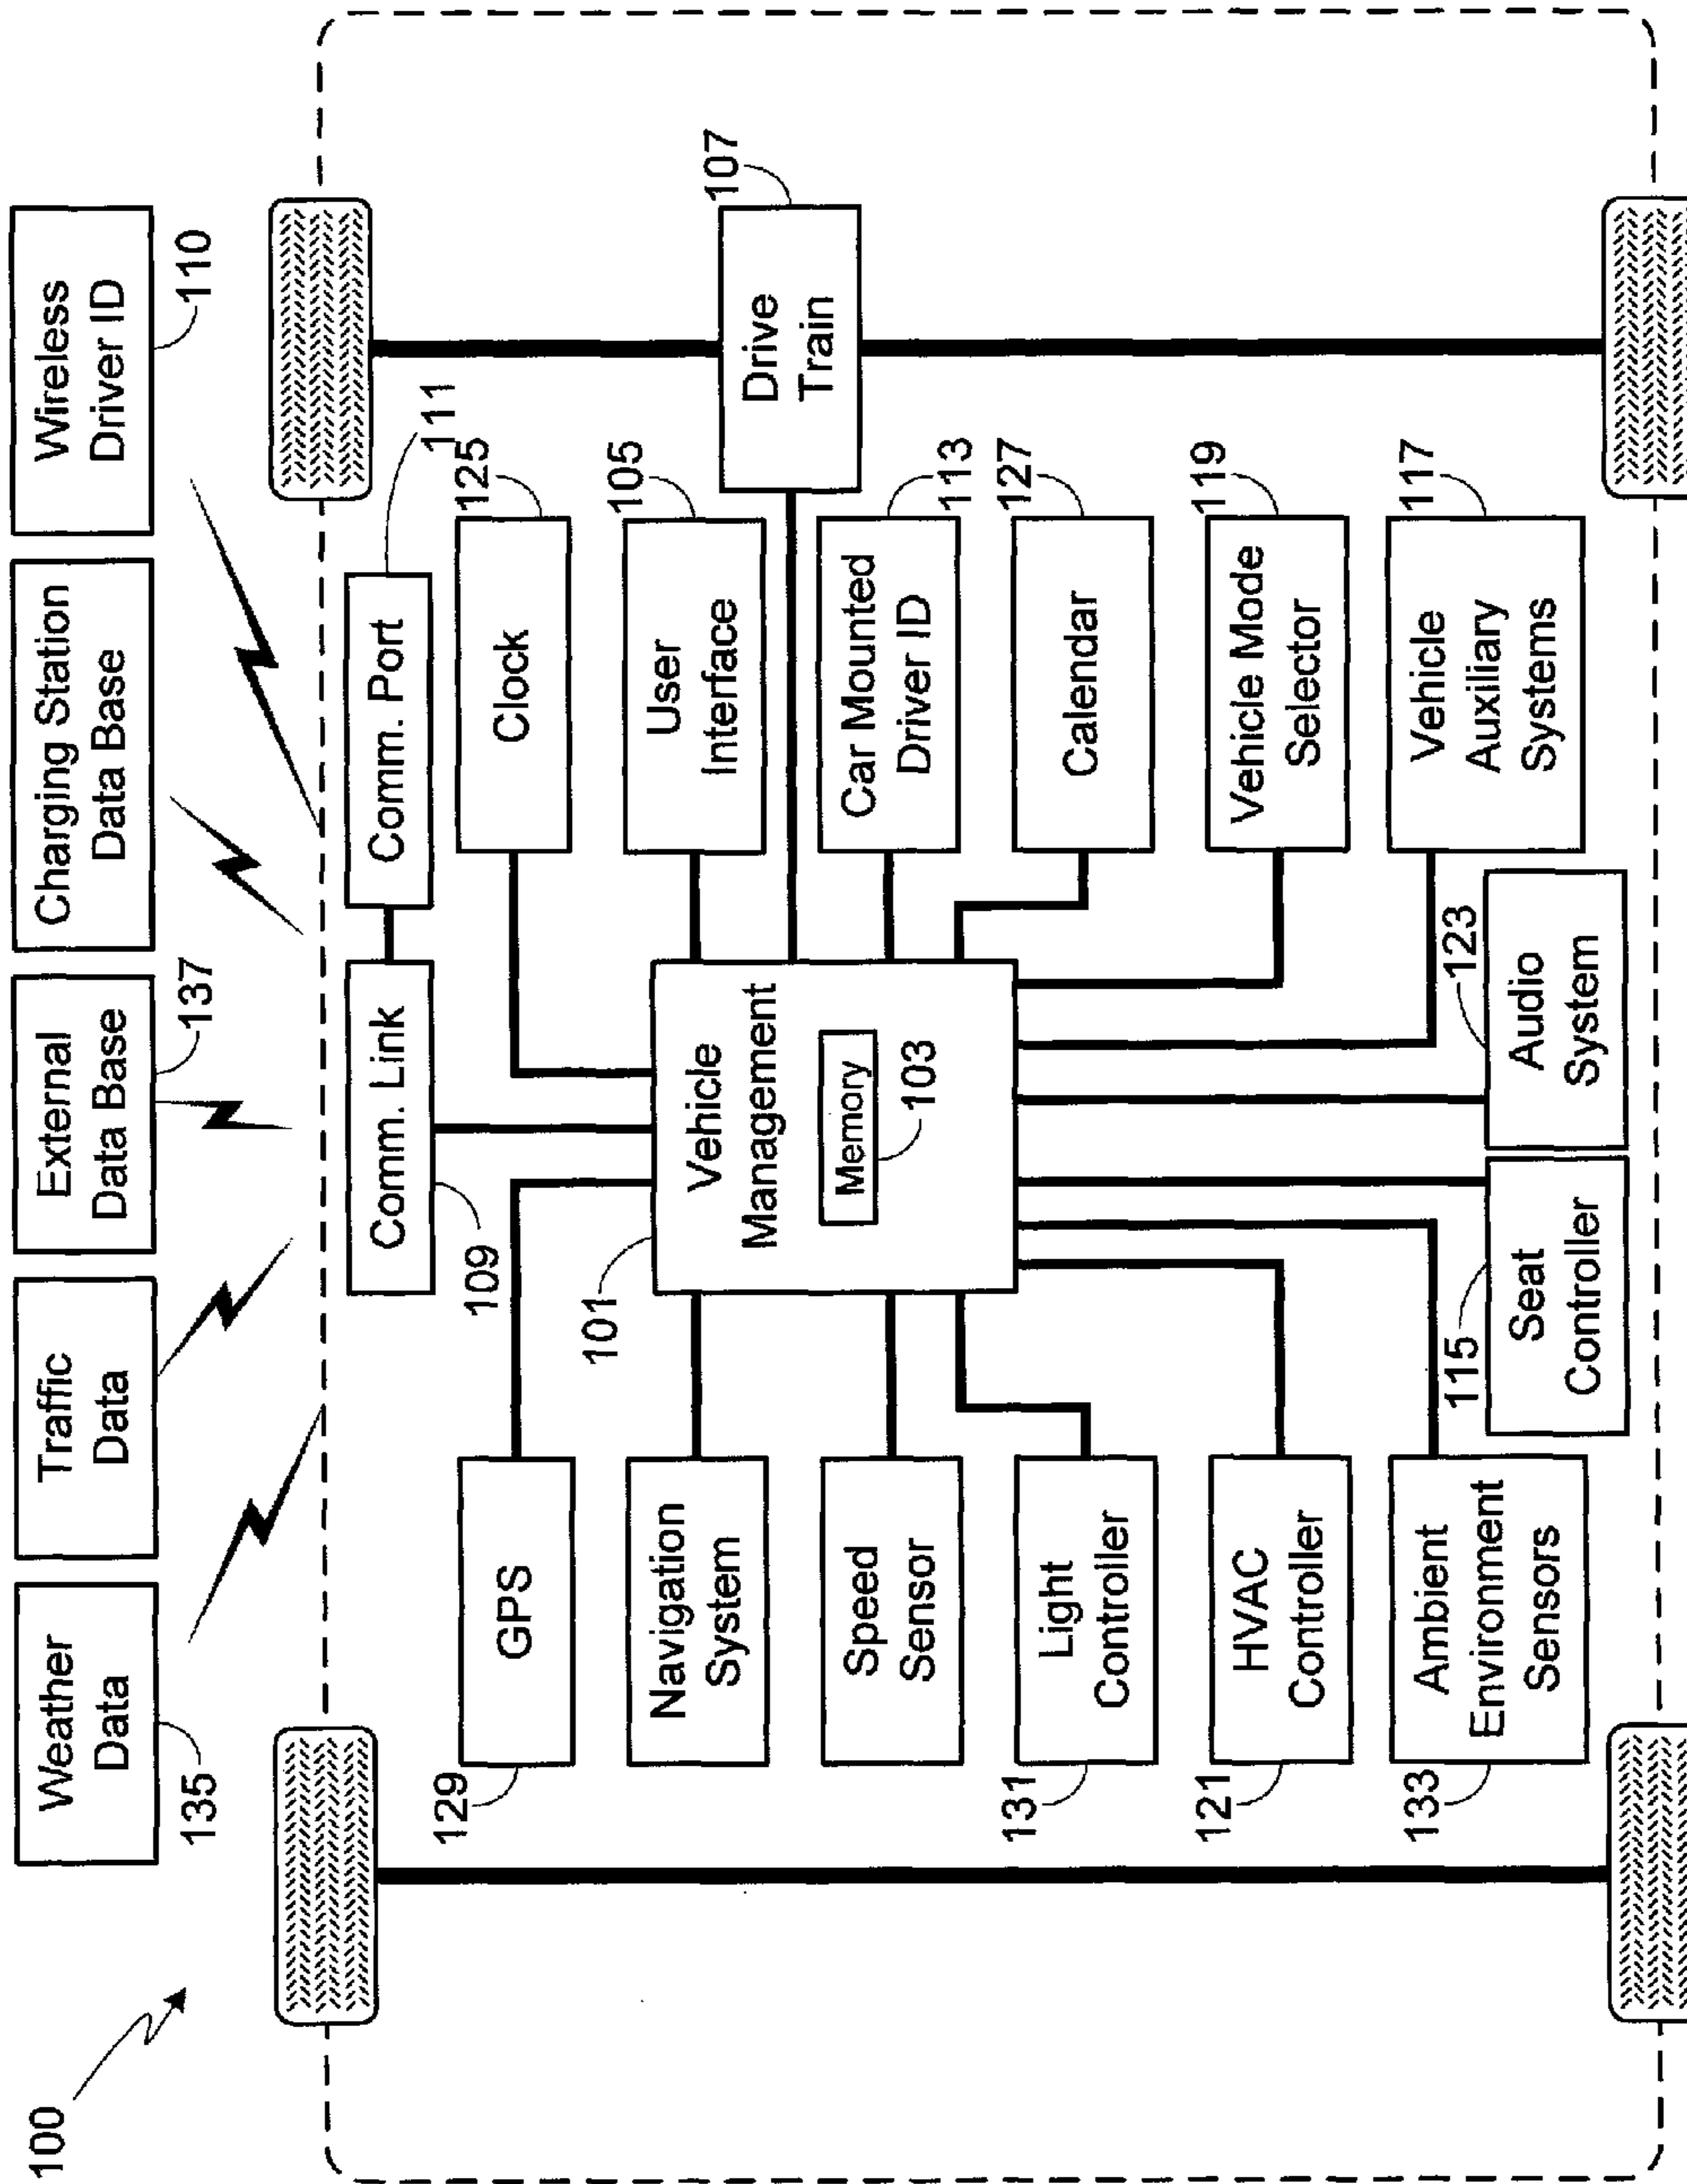 100
Weather
Data
135
Traffic
Data
External
Data Base
137
Charging Station
Data Base
Wireless
Driver ID
110
Comm. Link
109
Comm. Port
111
GPS
129
Clock
125
Navigation
System
101
Vehicle
Management
Memory
103
User
Interface
105
Drive
Train
107
Speed
Sensor
Car Mounted
Driver ID
113
Light
Controller
131
Calendar
127
HVAC
Controller
121
Vehicle Mode
Selector
119
Ambient
Environment
Sensors
133
Vehicle
Auxiliary
Systems
117
Seat
Controller
115
Audio
System
123